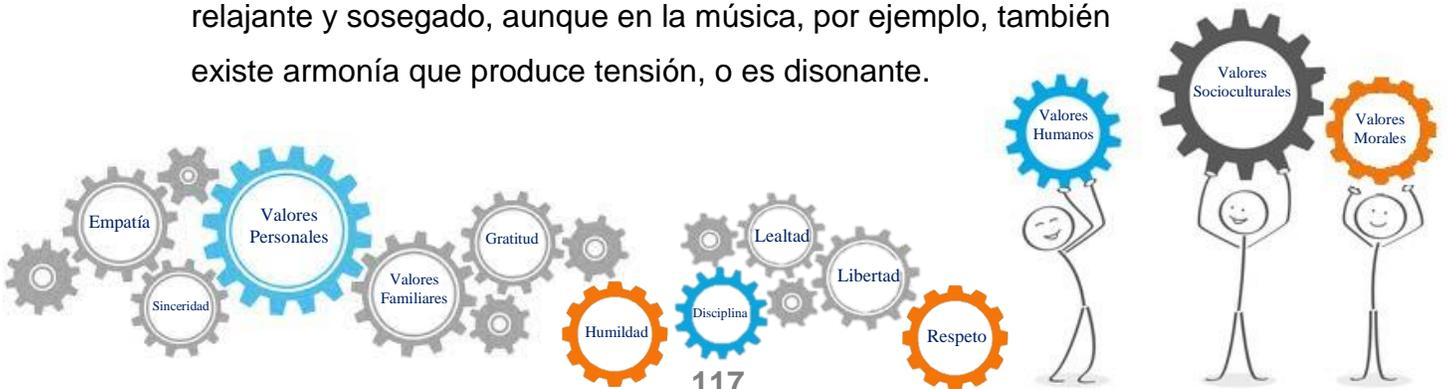 relajante y sosegado, aunque en la música, por ejemplo, también
existe armonía que produce tensión, o es disonante.
Valores
Socioculturales
Valores
Humanos
Valores
Morales
Empatía
Valores
Personales
Gratitud
Lealtad
Sinceridad
Valores
Familiares
Libertad
Humildad
Disciplina
Respeto
117